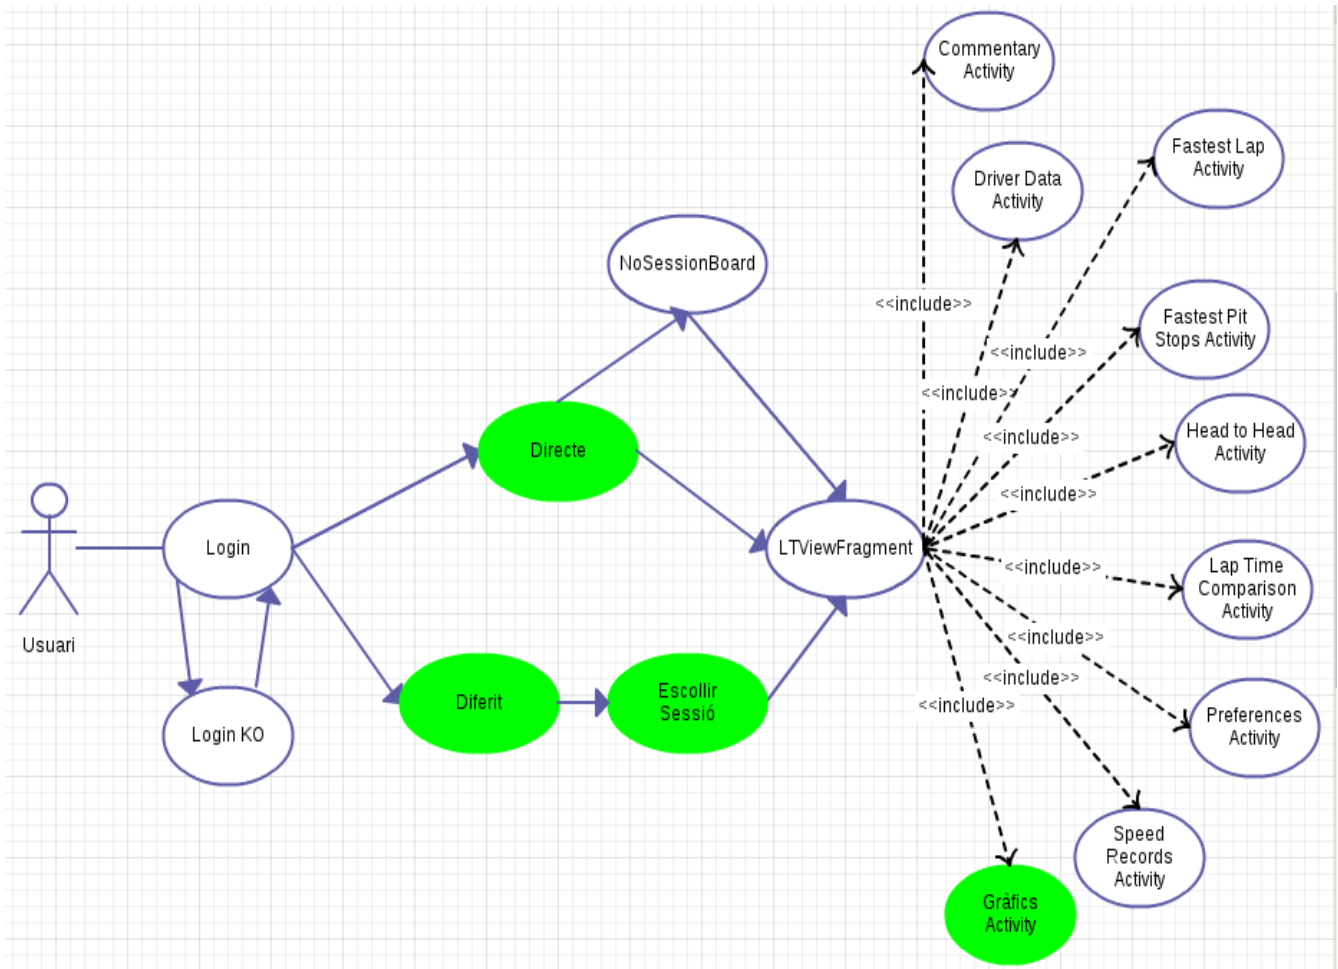 Commentary
Activity
Fastest Lap
Activity
Driver Data
Activity
NoSessionBoard
<<include>>
Fastest Pit
Stops Activity
<<include>>
<<include>>
Directe
<<include>>
Head to Head
Activity
<<include>>
Usuari
Login
LTViewFragment
<<include>>
Lap Time
Comparison
Activity
<<include>>
Login KO
Diferit
Escollir
Sessió
<<include>>
<<include>>
Preferences
Activity
Speed
Records
Activity
Gràfics
Activity